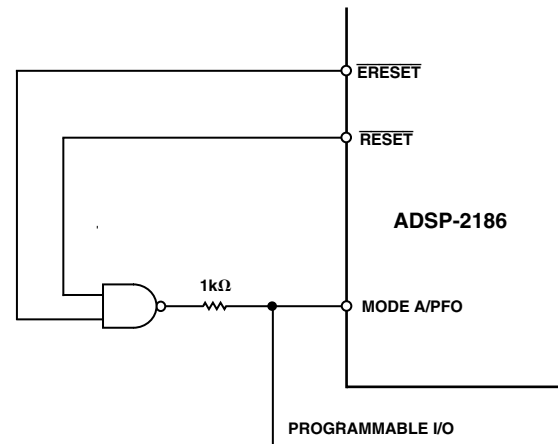 ERESET
RESET
ADSP-2186
1kΩ
MODE A/PFO
PROGRAMMABLE I/O